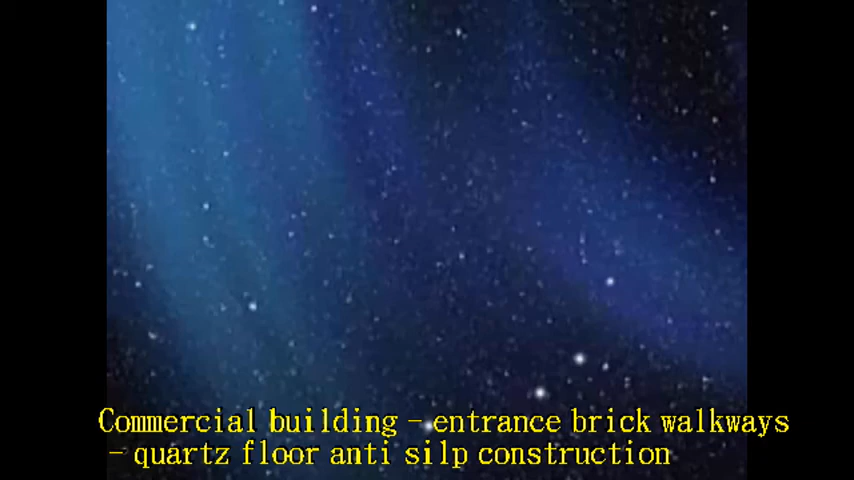 Commercial building - entrance brick walkways
- quartz floor anti silp construction